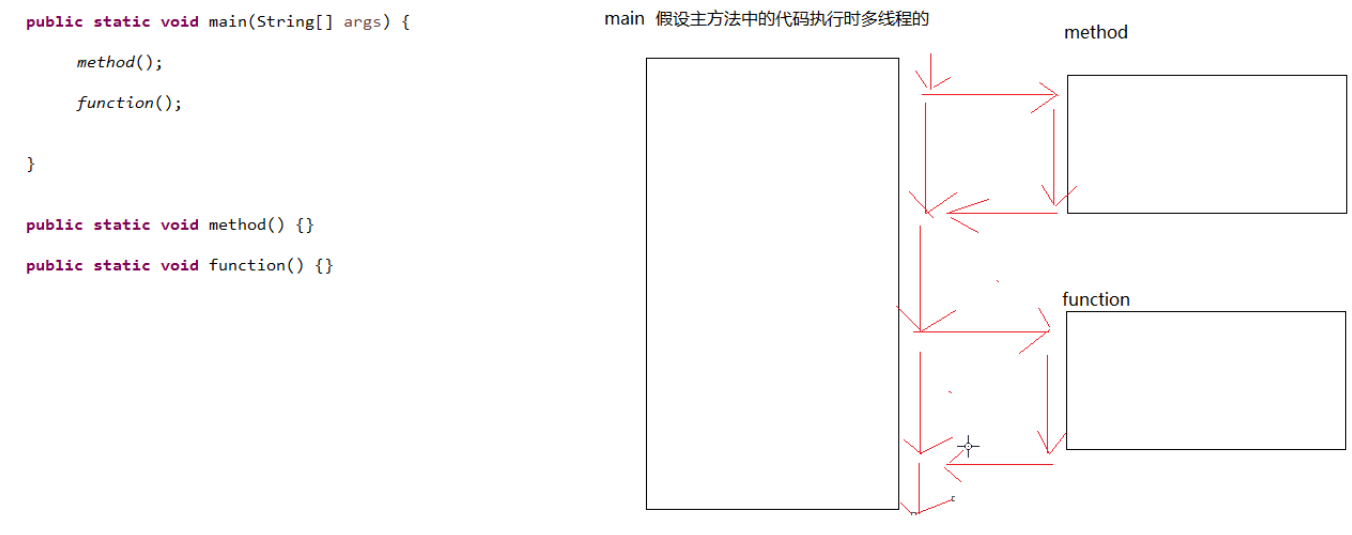 public static void main(String[] args) {
method();
function();
}
public static void method() {}
public static void function() {}
main 假设主方法中的代码执行时多线程的
method
function